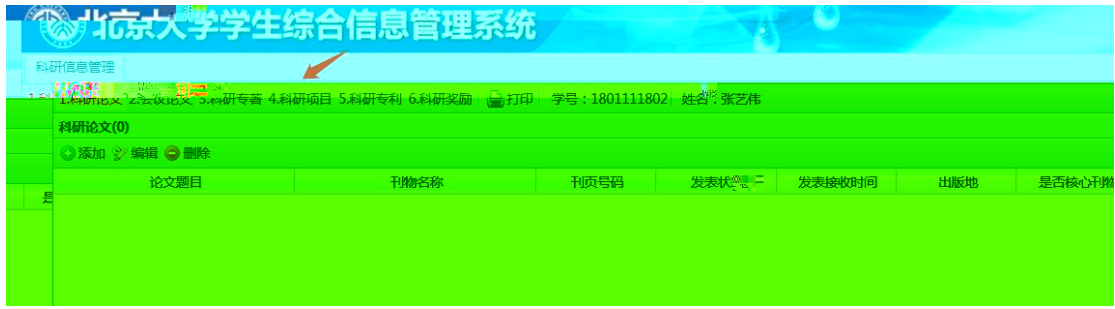 北京大学学生综合信息管理系统
科研信息管理
1.科研论文 2.会议论文 3.科研专著 4.科研项目 5.科研专利 6.科研奖励 打印 学号：1801111802 姓名：张艺伟
科研论文(0)
添加 编辑 删除
论文题目 刊物名称 刊页号码 发表状态 发表接收时间 出版地 是否核心刊物